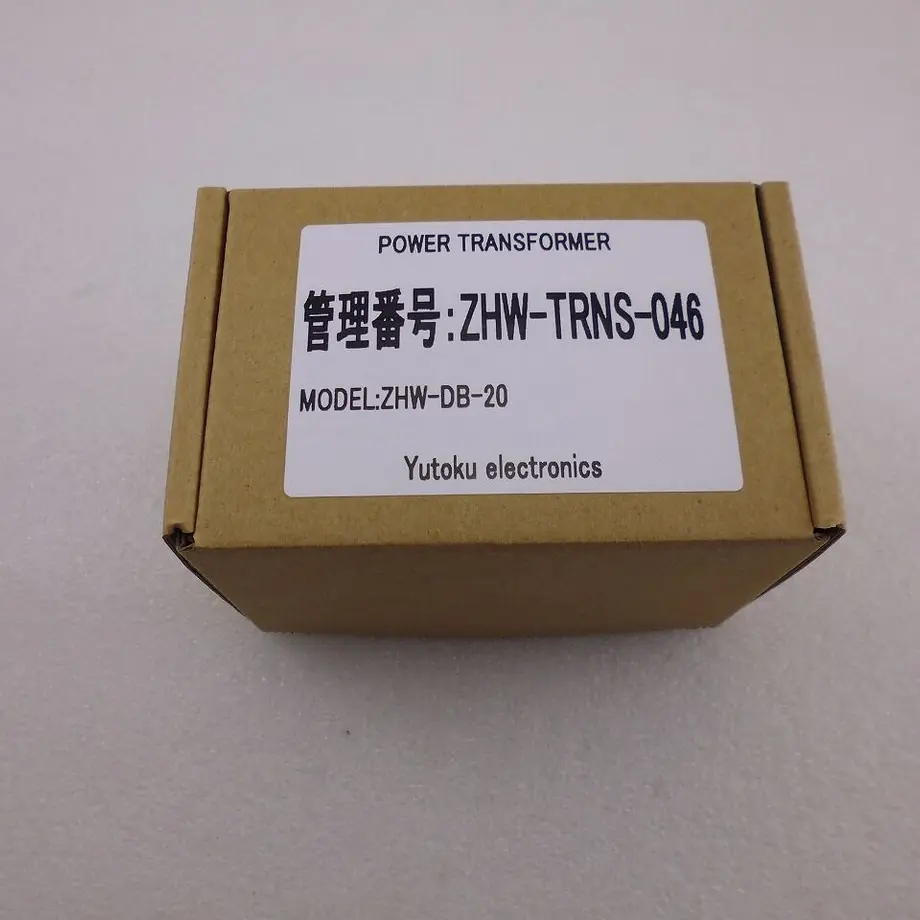 POWER TRANSFORMER
管理番号:ZHW-TRNS-046
MODEL:ZHW-DB-20
Yutoku electronics